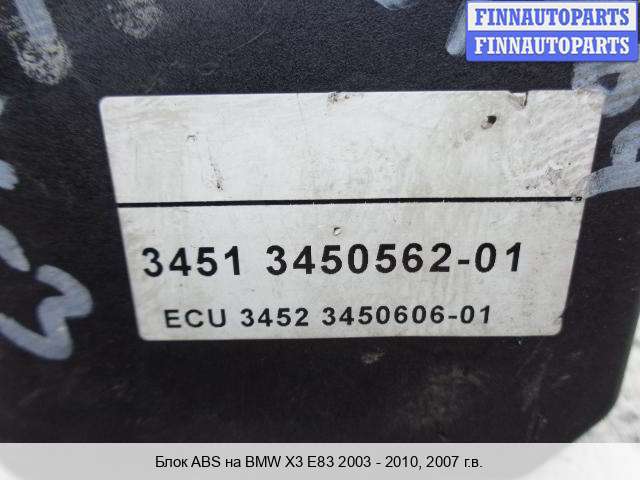 FINNAUTOPARTS
FINNAUTOPARTS
3451 3450562-01
ECU 3452 3450606-01
Блок ABS на BMW X3 E83 2003 - 2010, 2007 г.в.